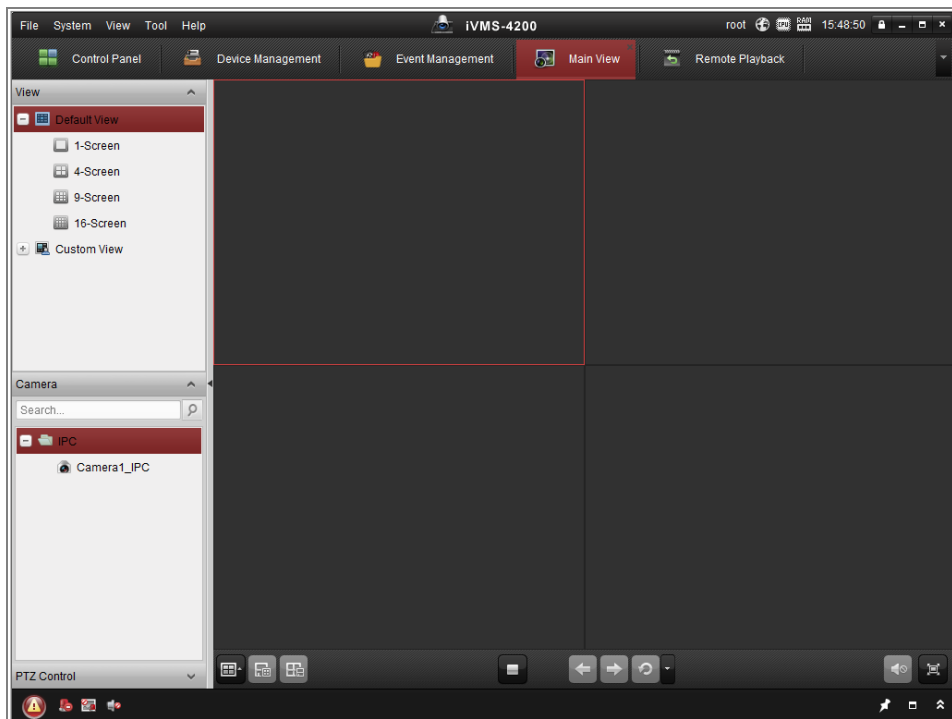 File System View Tool Help iVMS-4200 root CPU RAM 15:48:50
Control Panel Device Management Event Management Main View Remote Playback
View
Default View
1-Screen
4-Screen
9-Screen
16-Screen
Custom View
Camera
Search...
IPC
Camera1_IPC
PTZ Control